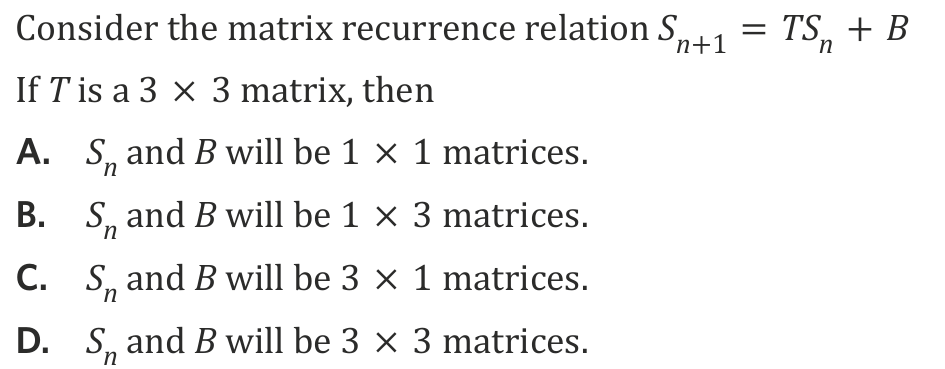 Consider the matrix recurrence relation Sₙ₊₁ = TSₙ + B
If T is a 3 × 3 matrix, then
A. Sₙ and B will be 1 × 1 matrices.
B. Sₙ and B will be 1 × 3 matrices.
C. Sₙ and B will be 3 × 1 matrices.
D. Sₙ and B will be 3 × 3 matrices.